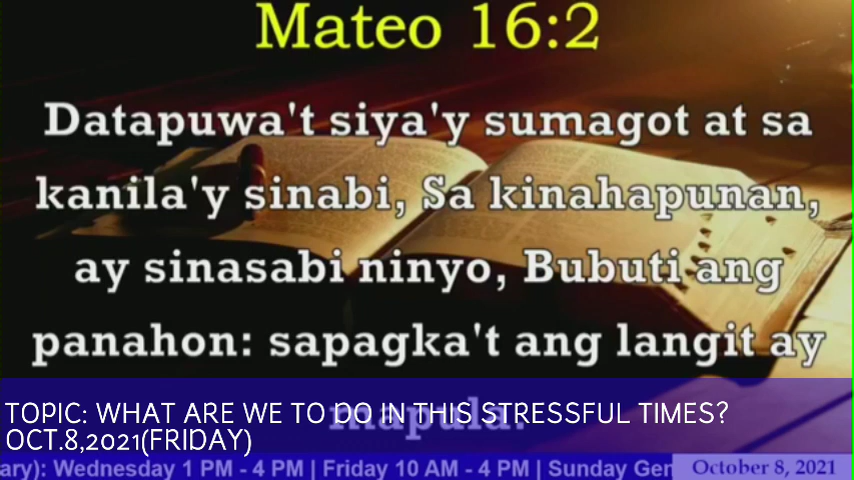 Mateo 16:2
Datapuwa't siya'y sumagot at sa
kanila'y sinabi, Sa kinahapunan,
ay sinasabi ninyo, Bubuti ang
panahon: sapagka't ang langit ay
mapula.
TOPIC: WHAT ARE WE TO DO IN THIS STRESSFUL TIMES?
OCT.8,2021(FRIDAY)
ary): Wednesday 1 PM - 4 PM | Friday 10 AM - 4 PM | Sunday Gen
October 8, 2021